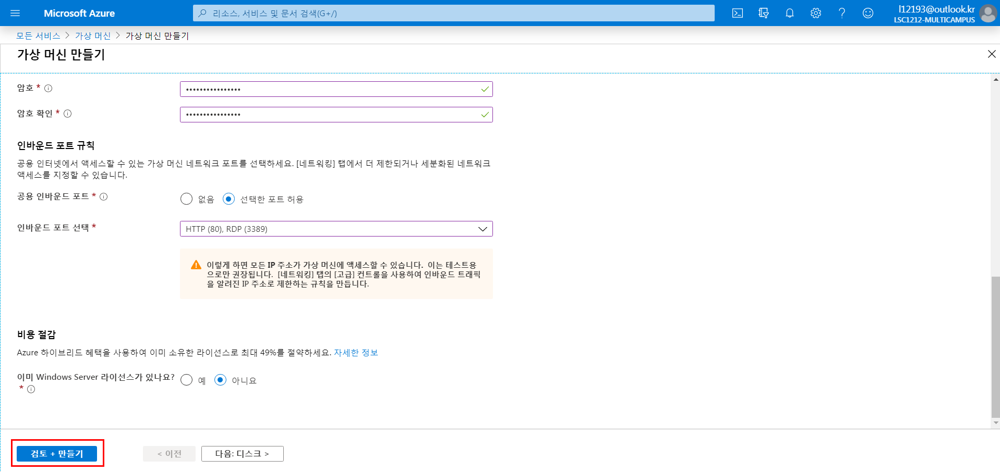 Microsoft Azure
리소스, 서비스 및 문서 검색(G+/)
l12193@outlook.kr
LSC1212-MULTICAMPUS
모든 서비스 > 가상 머신 > 가상 머신 만들기
가상 머신 만들기
암호 *
••••••••••••••••
암호 확인 *
••••••••••••••••
인바운드 포트 규칙
공용 인터넷에서 액세스할 수 있는 가상 머신 네트워크 포트를 선택하세요. [네트워킹] 탭에서 더 제한되거나 세분화된 네트워크
액세스를 지정할 수 있습니다.
공용 인바운드 포트 *
없음 선택한 포트 허용
인바운드 포트 선택 *
HTTP (80), RDP (3389)
이렇게 하면 모든 IP 주소가 가상 머신에 액세스할 수 있습니다. 이는 테스트용
으로만 권장됩니다. [네트워킹] 탭의 [고급] 컨트롤을 사용하여 인바운드 트래픽
을 알려진 IP 주소로 제한하는 규칙을 만듭니다.
비용 절감
Azure 하이브리드 혜택을 사용하여 이미 소유한 라이선스로 최대 49%를 절약하세요. 자세한 정보
이미 Windows Server 라이선스가 있나요?
*
예 아니요
검토 + 만들기
< 이전
다음: 디스크 >